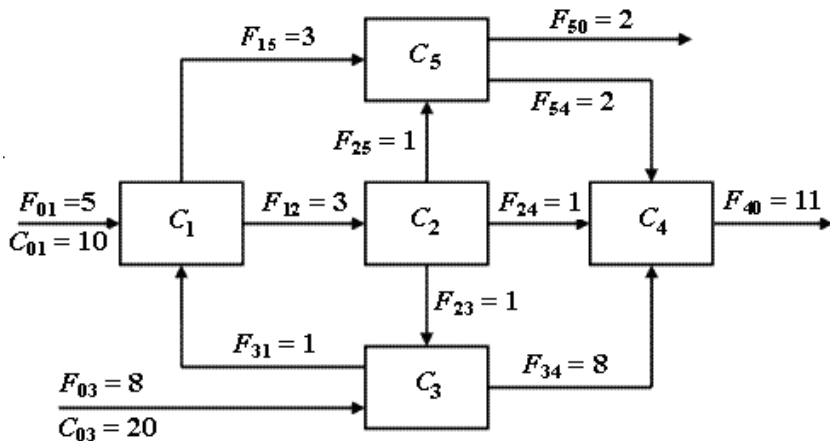 F15 =3
C5
F50 = 2
F54 = 2
F25 = 1
F01 =5
C01 = 10
C1
F12 = 3
C2
F24 = 1
C4
F40 = 11
F23 = 1
F31 = 1
F03 = 8
C03 = 20
C3
F34 = 8